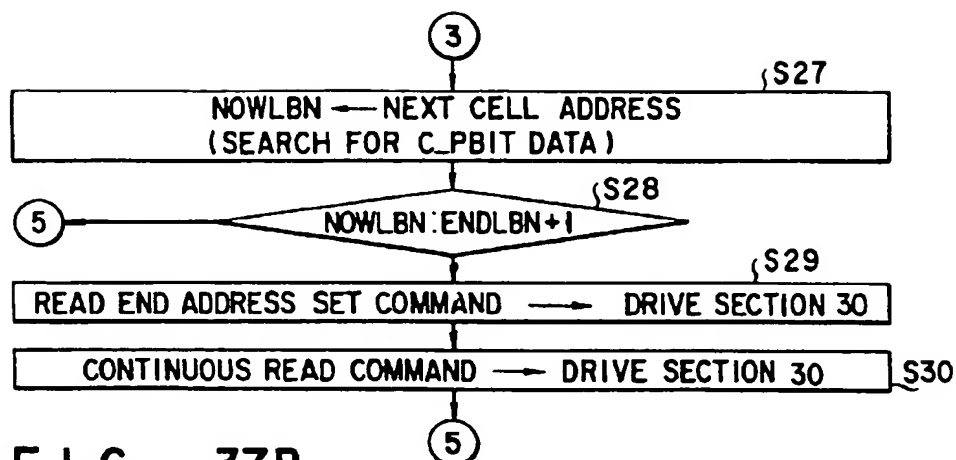 3
S27
NOWLBN ← NEXT CELL ADDRESS
(SEARCH FOR C_PBIT DATA)
S28
5
NOWLBN:ENDLBN+1
S29
READ END ADDRESS SET COMMAND → DRIVE SECTION 30
CONTINUOUS READ COMMAND → DRIVE SECTION 30
S30
5